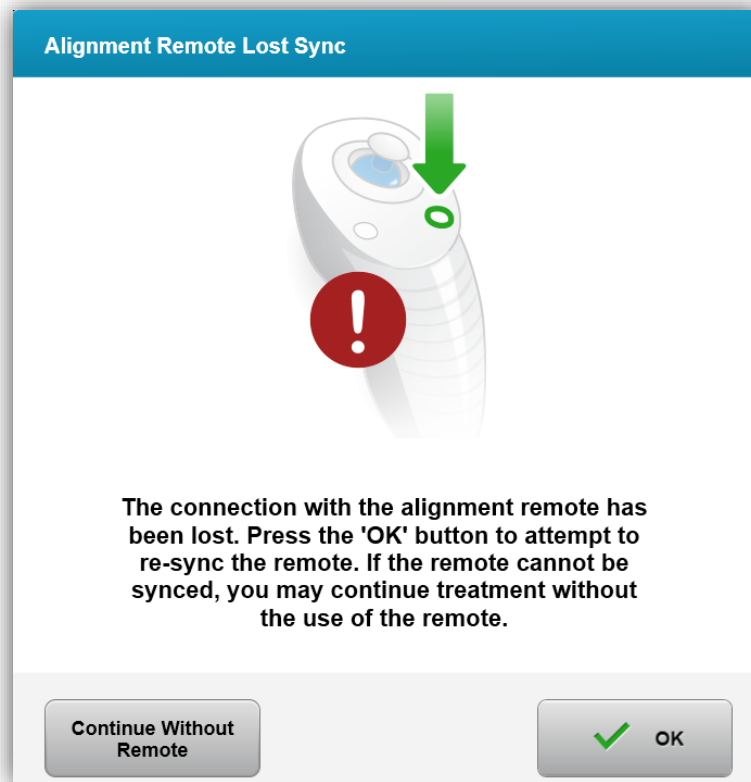 Alignment Remote Lost Sync
The connection with the alignment remote has
been lost. Press the 'OK' button to attempt to
re-sync the remote. If the remote cannot be
synced, you may continue treatment without
the use of the remote.
Continue Without
Remote
OK